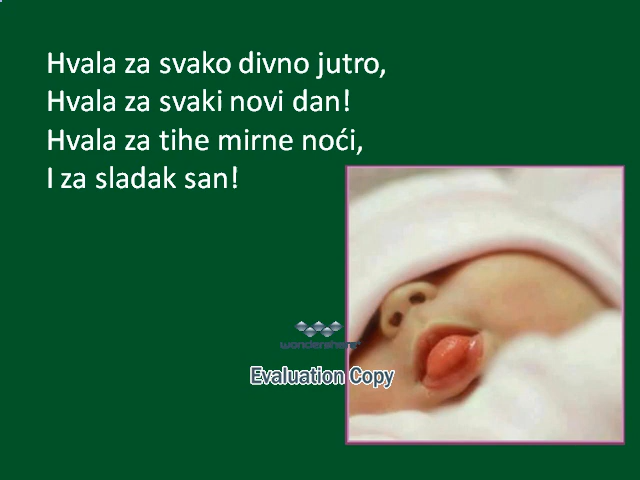 Hvala za svako divno jutro,
Hvala za svaki novi dan!
Hvala za tihe mirne noći,
I za sladak san!
wondershare
Evaluation Copy